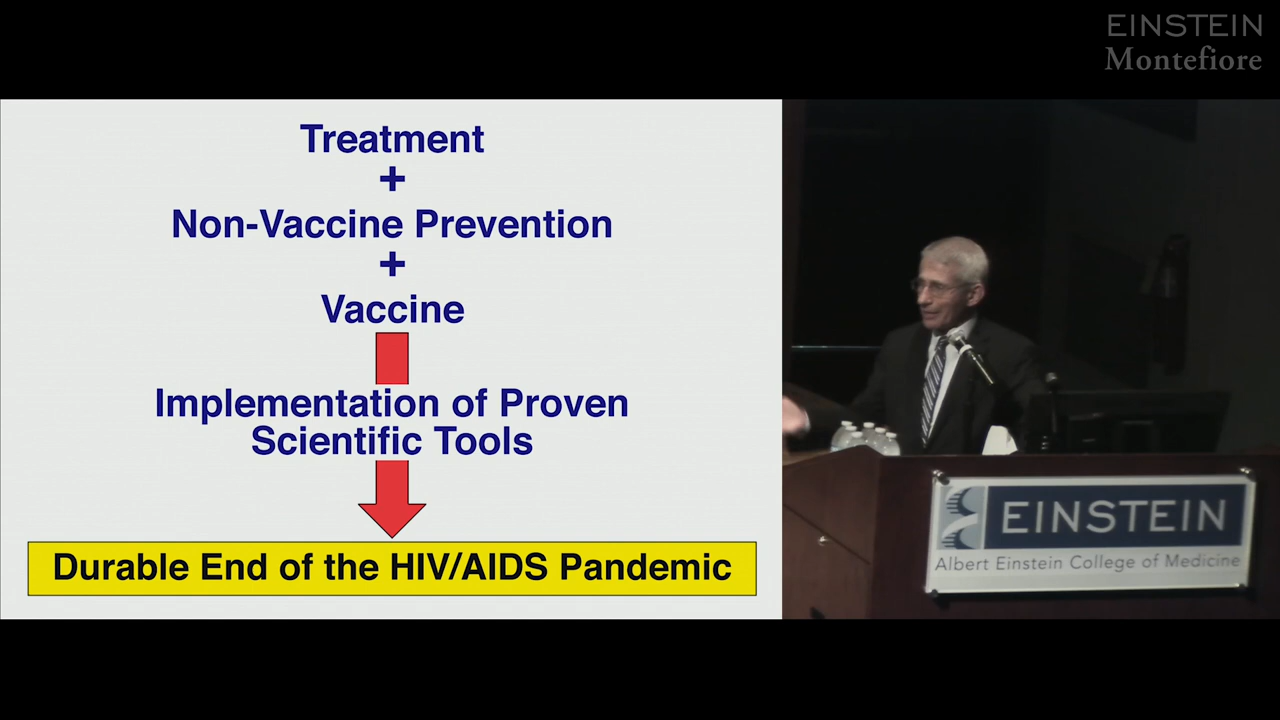 EINSTEIN
Montefiore
Treatment
+
Non-Vaccine Prevention
+
Vaccine
Implementation of Proven
Scientific Tools
Durable End of the HIV/AIDS Pandemic
EINSTEIN
Albert Einstein College of Medicine